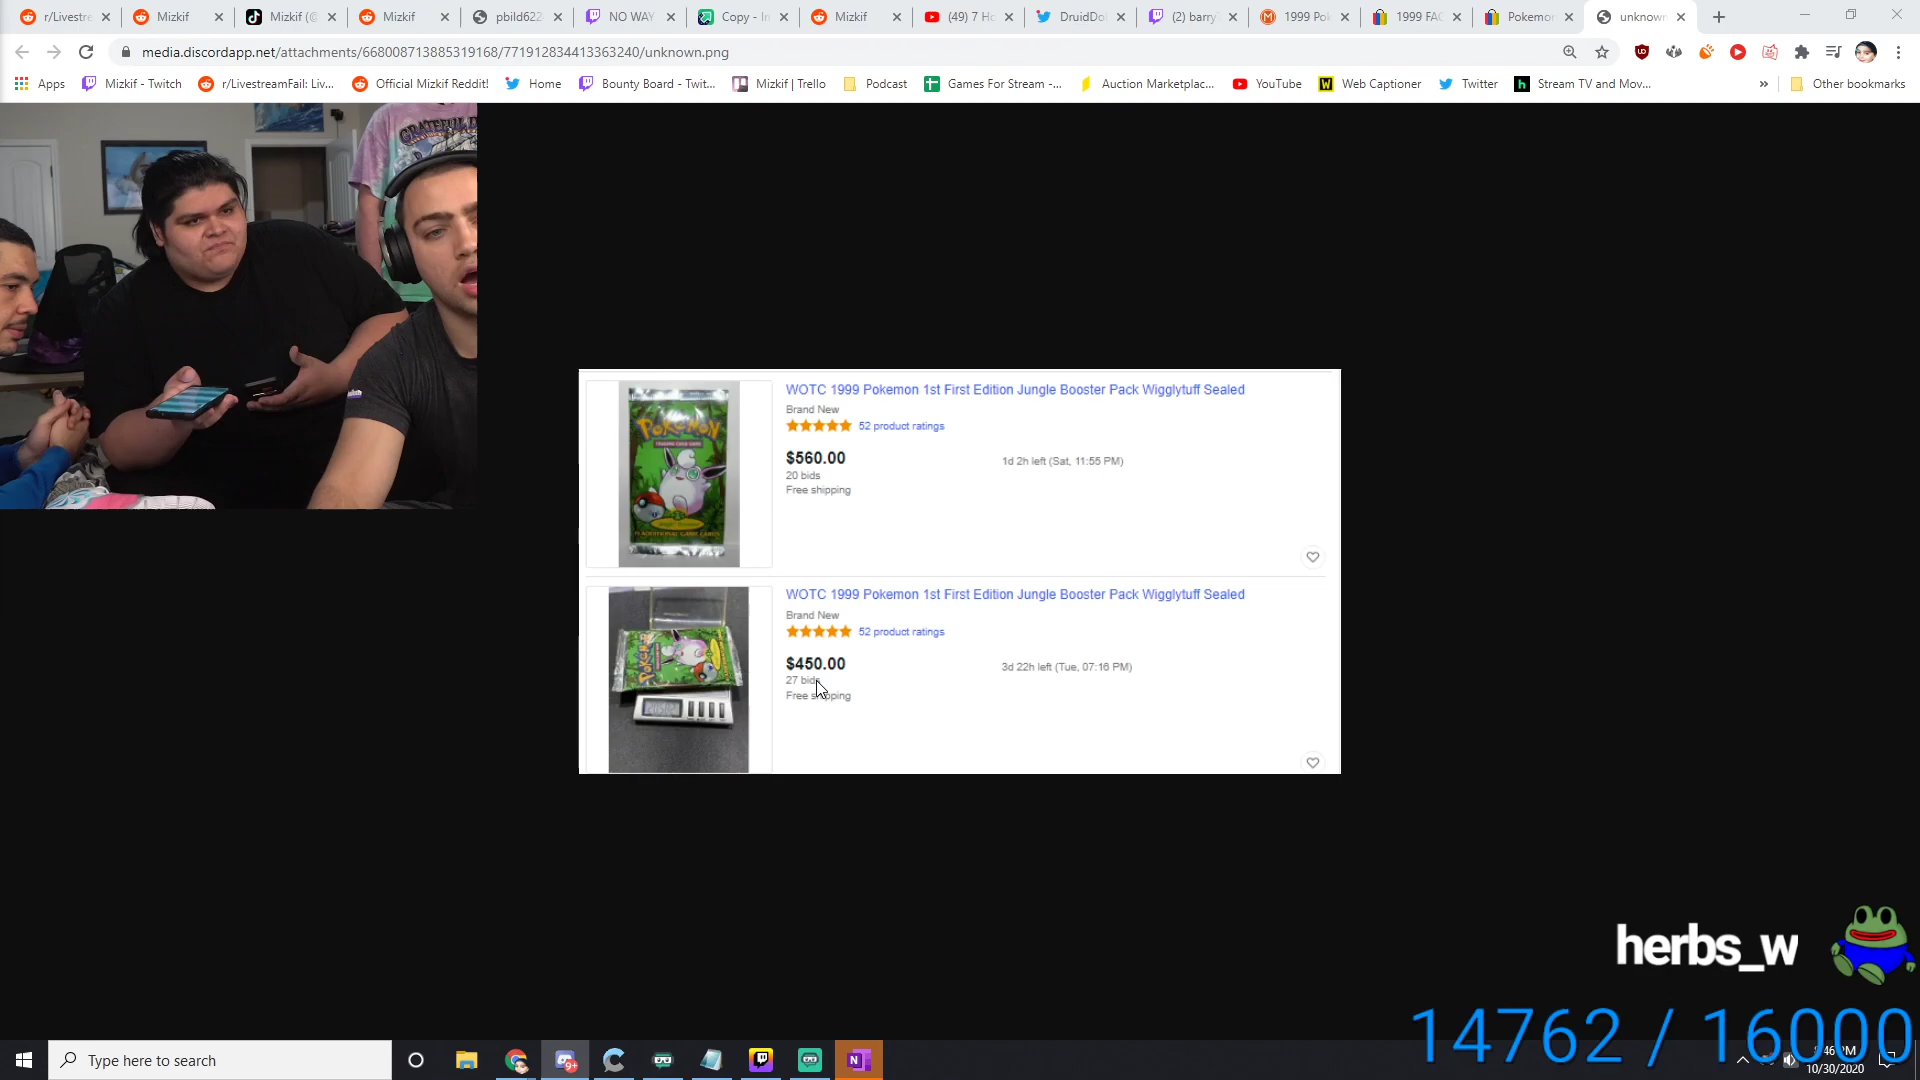 r/Livestre
Mizkif
Mizkif (@
Mizkif
pbild622
NO WAY
Copy - In
Mizkif
(49) 7 Ho
DruidDo
(2) barry
1999 Pok
1999 FAC
Pokemon
unknown
media.discordapp.net/attachments/668008713885319168/771912834413363240/unknown.png
Apps
Mizkif - Twitch
r/LivestreamFail: Liv...
Official Mizkif Reddit!
Home
Bounty Board - Twit...
Mizkif | Trello
Podcast
Games For Stream -...
Auction Marketplac...
YouTube
Web Captioner
Twitter
Stream TV and Mov...
»
Other bookmarks
WOTC 1999 Pokemon 1st First Edition Jungle Booster Pack Wigglytuff Sealed
Brand New
52 product ratings
$560.00
1d 2h left (Sat, 11:55 PM)
20 bids
Free shipping
POKéMON
WOTC 1999 Pokemon 1st First Edition Jungle Booster Pack Wigglytuff Sealed
Brand New
52 product ratings
$450.00
3d 22h left (Tue, 07:16 PM)
27 bids
Free shipping
herbs_w
14762 / 16000
Type here to search
10/30/2020